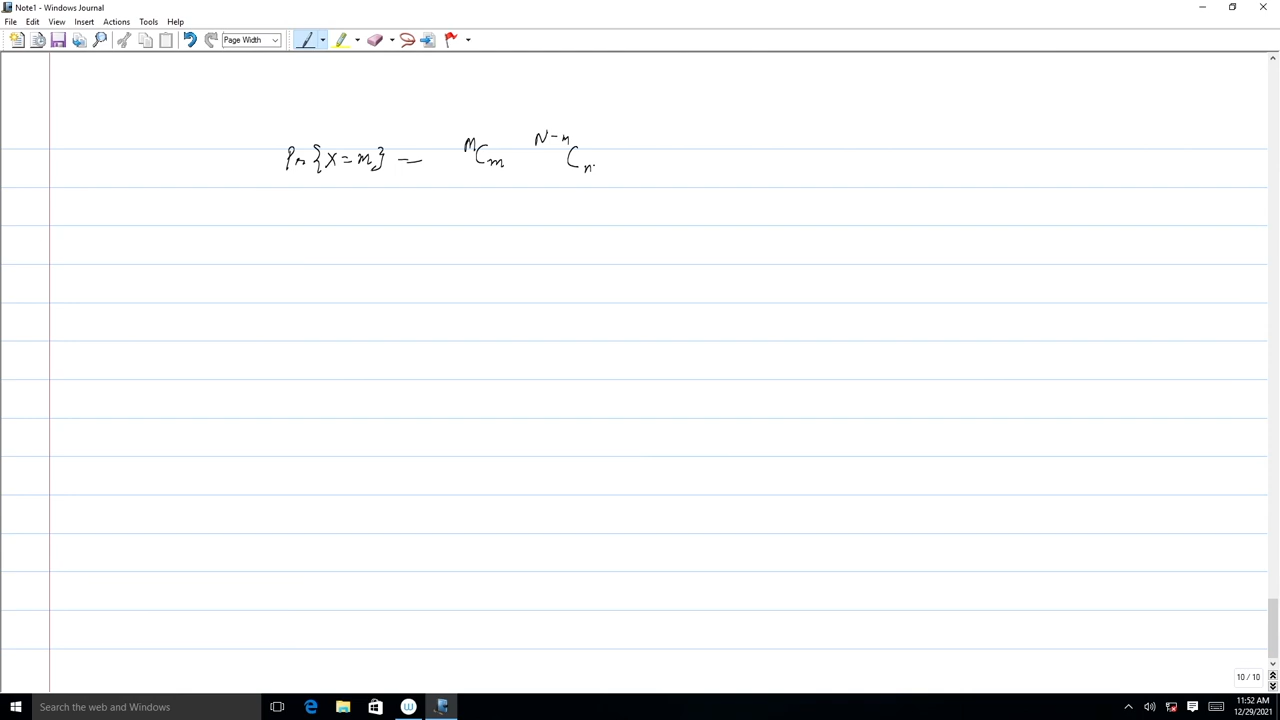 Note1 - Windows Journal
File Edit View Insert Actions Tools Help
Page Width
Pr{X=m} = ᴹCₘ ᴺ⁻ᴹCₙ
10 / 10
Search the web and Windows
11:52 AM
12/29/2021